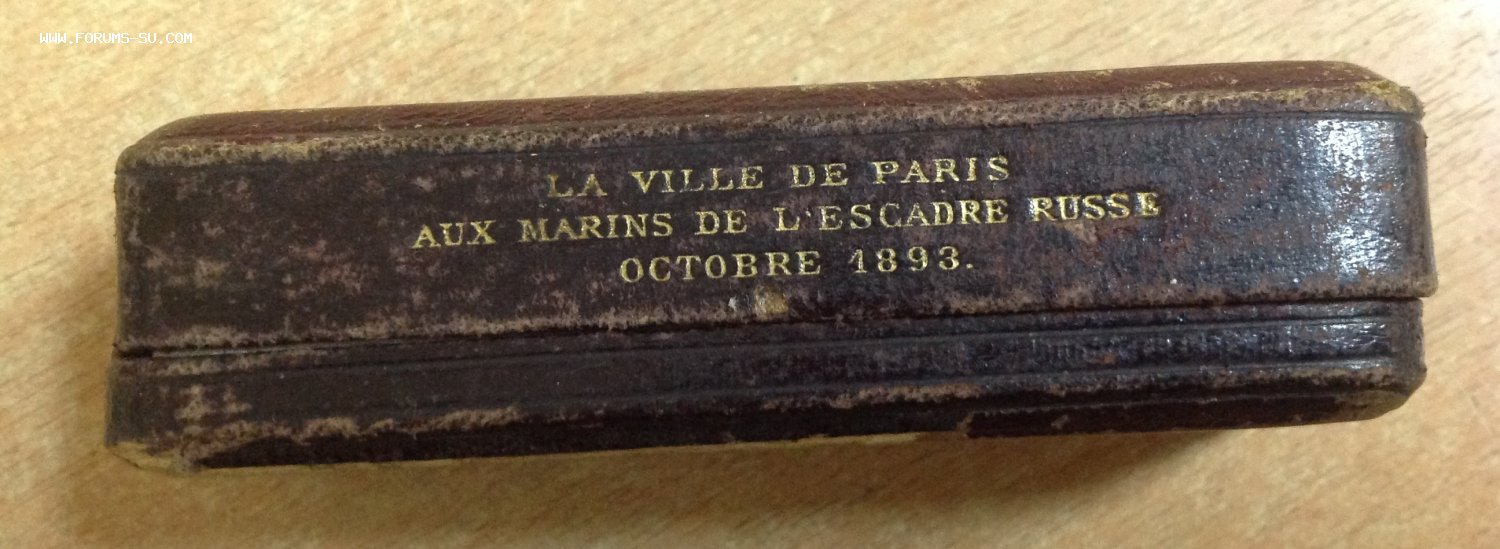 WWW.FORUMS-SU.COM
LA VILLE DE PARIS
AUX MARINS DE L'ESCADRE RUSSE
OCTOBRE 1893.